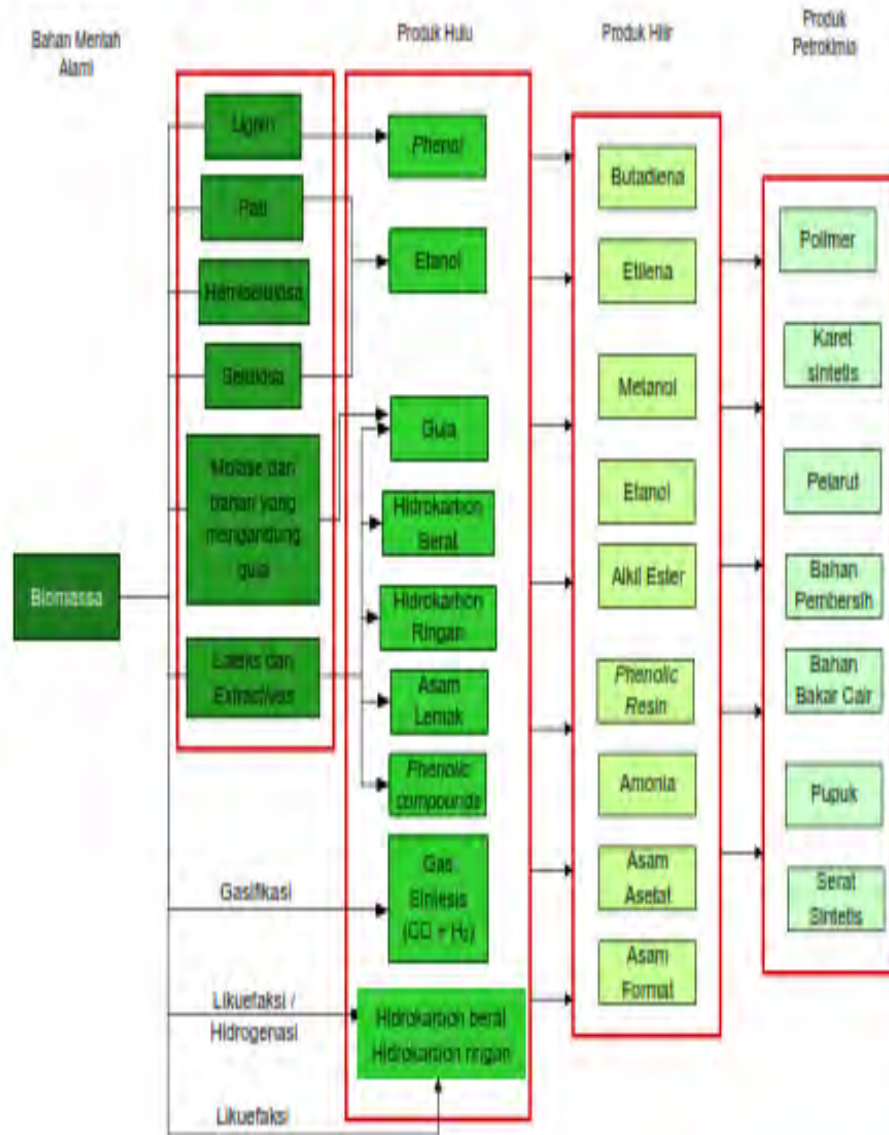 Bahan Mentah
Alami
Produk Hulu
Produk Hilir
Produk
Petrokimia
Biomassa
Lignin
Pati
Hemiselulosa
Selulosa
Molase dan
bahan yang
mengandung
gula
Lateks dan
Extractives
Gasifikasi
Likuefaksi /
Hidrogenasi
Likuefaksi
Phenol
Etanol
Gula
Hidrokarbon
Berat
Hidrokarbon
Ringan
Asam
Lemak
Phenolic
compounds
Gas
Sintesis
(CO + H₂)
Hidrokarbon berat
Hidrokarbon ringan
Butadiena
Etilena
Metanol
Etanol
Alkil Ester
Phenolic
Resin
Amonia
Asam
Asetat
Asam
Format
Polimer
Karet
sintetis
Pelarut
Bahan
Pembersih
Bahan
Bakar Cair
Pupuk
Serat
Sintetis